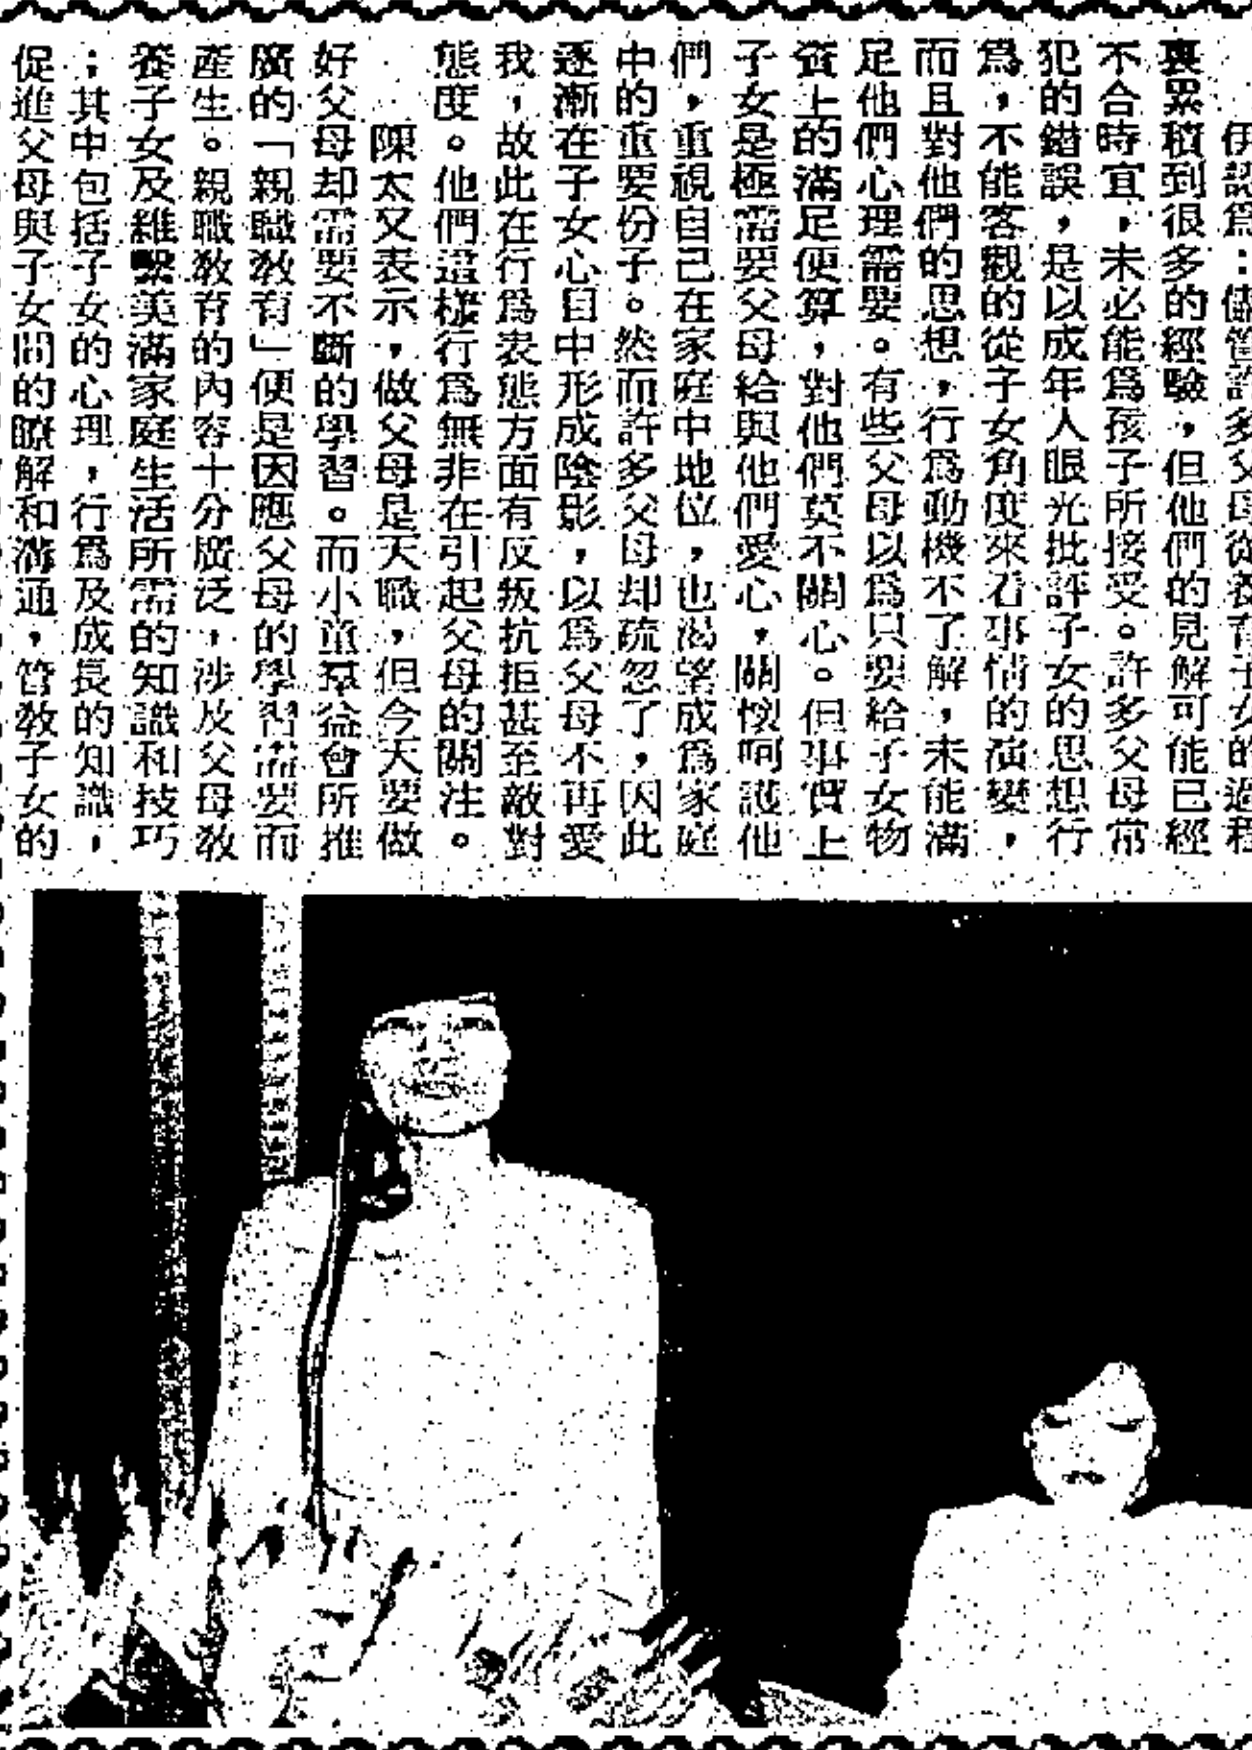 伊認爲：儘管許多父母從養育子女的過程
裏累積到很多的經驗，但他們的見解可能已經
不合時宜，未必能爲孩子所接受。許多父母常
犯的錯誤，是以成年人眼光批評子女的思想行
爲，不能客觀的從子女角度來看事情的演變，
而且對他們的思想，行爲動機不了解，未能滿
足他們心理需要。有些父母以爲只要給子女物
質上的滿足便算，對他們莫不關心。但事實上
子女是極需要父母給與他們愛心，關懷呵護他
們，重視自己在家庭中地位，也渴望成爲家庭
中的重要份子。然而許多父母却疏忽了，因此
逐漸在子女心目中形成陰影，以爲父母不再愛
我，故此在行爲表態方面有反叛抗拒甚至敵對
態度。他們這樣行爲無非在引起父母的關注。
陳太又表示，做父母是天職，但今天要做
好父母却需要不斷的學習。而小童羣益會所推
廣的「親職教育」便是因應父母的學習需要而
產生。親職教育的內容十分廣泛，涉及父母教
養子女及維繫美滿家庭生活所需的知識和技巧
；其中包括子女的心理，行爲及成長的知識，
促進父母與子女間的瞭解和溝通，管教子女的